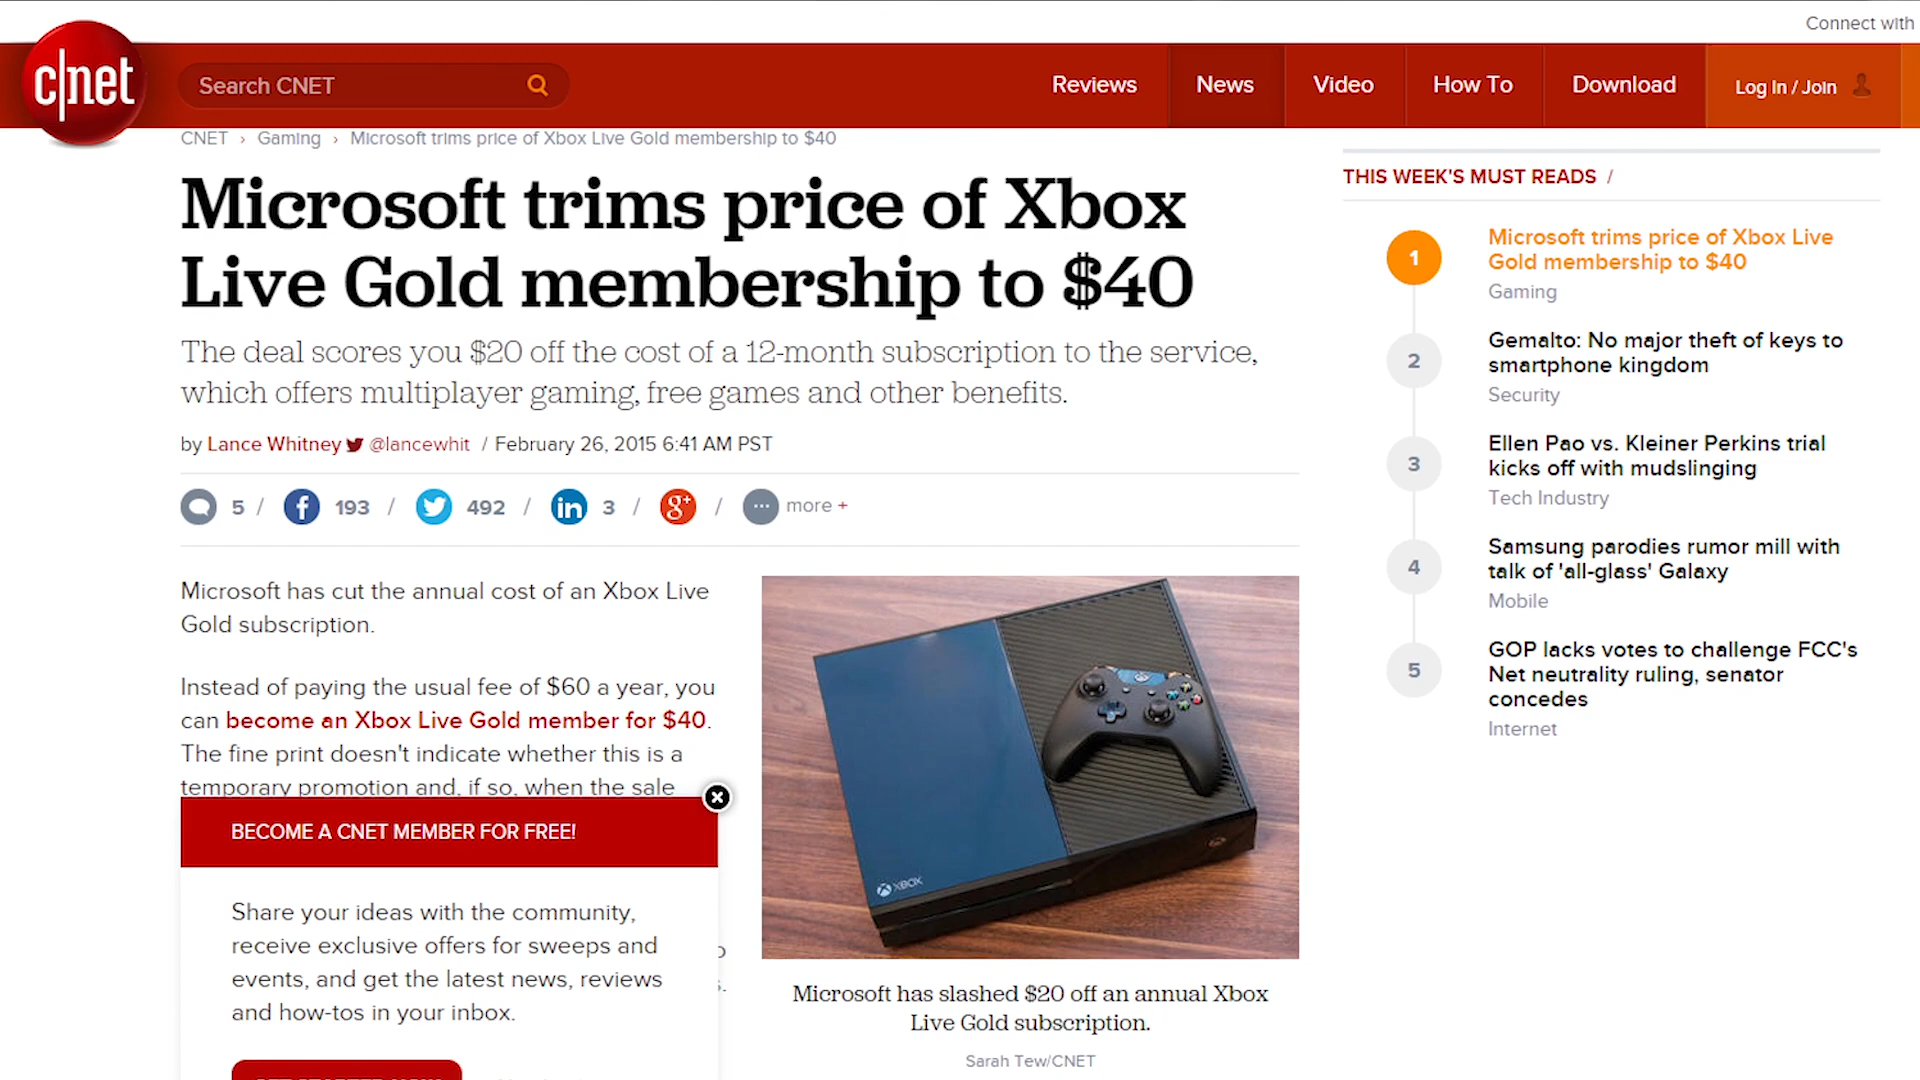 Connect with
c|net
Search CNET
Reviews
News
Video
How To
Download
Log In / Join
CNET › Gaming › Microsoft trims price of Xbox Live Gold membership to $40
Microsoft trims price of Xbox
Live Gold membership to $40
The deal scores you $20 off the cost of a 12-month subscription to the service,
which offers multiplayer gaming, free games and other benefits.
by Lance Whitney @lancewhit / February 26, 2015 6:41 AM PST
5 / f 193 / 492 / in 3 / g+ / ... more +
Microsoft has cut the annual cost of an Xbox Live
Gold subscription.
Instead of paying the usual fee of $60 a year, you
can become an Xbox Live Gold member for $40.
The fine print doesn't indicate whether this is a
temporary promotion and, if so, when the sale
BECOME A CNET MEMBER FOR FREE!
Share your ideas with the community,
receive exclusive offers for sweeps and
events, and get the latest news, reviews
and how-tos in your inbox.
XBOX
Microsoft has slashed $20 off an annual Xbox
Live Gold subscription.
Sarah Tew/CNET
THIS WEEK'S MUST READS /
1
Microsoft trims price of Xbox Live
Gold membership to $40
Gaming
2
Gemalto: No major theft of keys to
smartphone kingdom
Security
3
Ellen Pao vs. Kleiner Perkins trial
kicks off with mudslinging
Tech Industry
4
Samsung parodies rumor mill with
talk of 'all-glass' Galaxy
Mobile
5
GOP lacks votes to challenge FCC's
Net neutrality ruling, senator
concedes
Internet